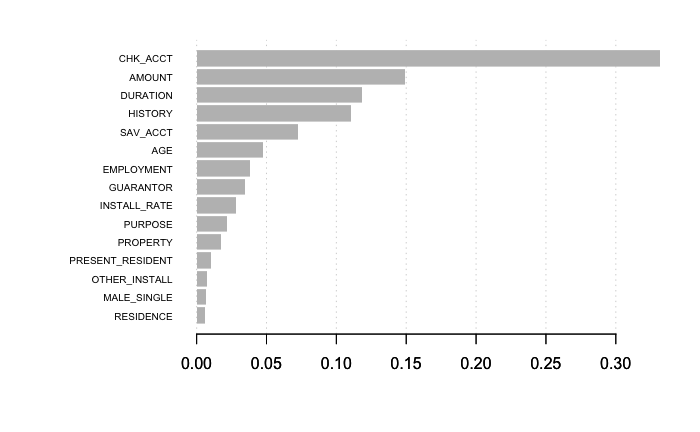 CHK_ACCT
AMOUNT
DURATION
HISTORY
SAV_ACCT
AGE
EMPLOYMENT
GUARANTOR
INSTALL_RATE
PURPOSE
PROPERTY
PRESENT_RESIDENT
OTHER_INSTALL
MALE_SINGLE
RESIDENCE
0.00 0.05 0.10 0.15 0.20 0.25 0.30